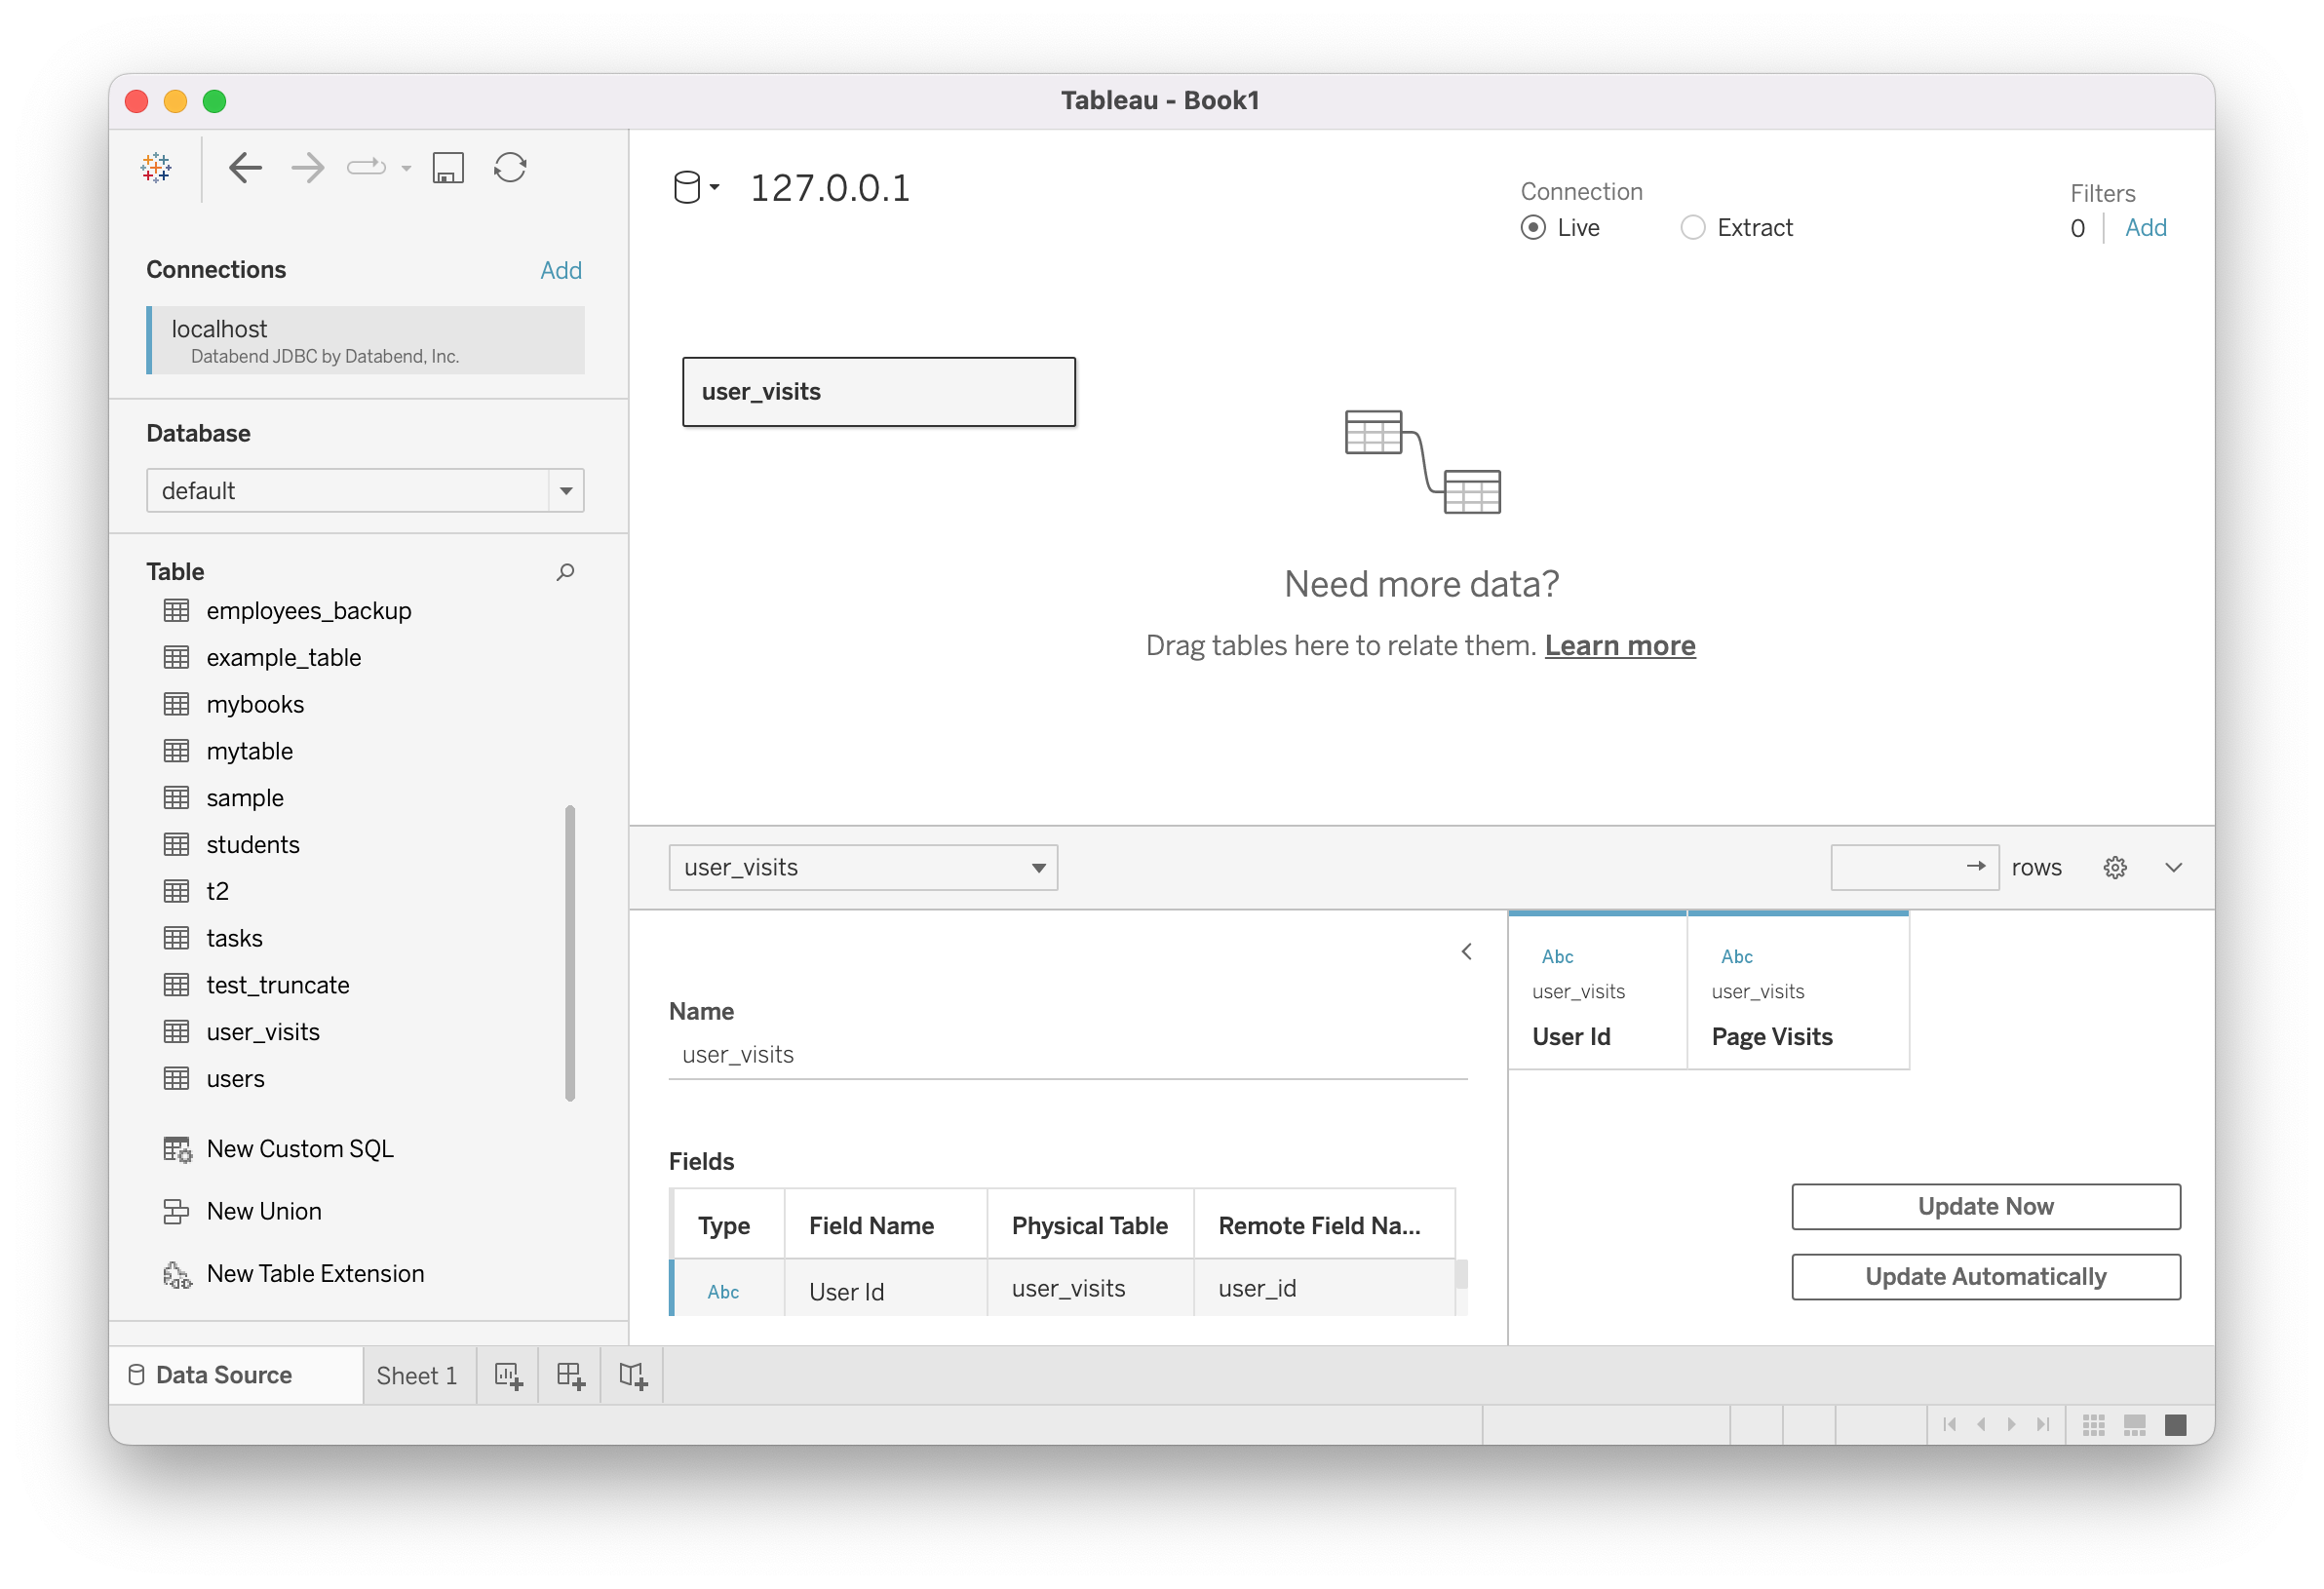 Tableau - Book1
127.0.0.1
Connection
Live
Extract
Filters
0
Add
Connections
Add
localhost
Databend JDBC by Databend, Inc.
Database
default
Table
employees_backup
example_table
mybooks
mytable
sample
students
t2
tasks
test_truncate
user_visits
users
New Custom SQL
New Union
New Table Extension
user_visits
Need more data?
Drag tables here to relate them. Learn more
user_visits
rows
Name
user_visits
Fields
Type
Field Name
Physical Table
Remote Field Na...
Abc
User Id
user_visits
user_id
Abc
user_visits
User Id
Abc
user_visits
Page Visits
Update Now
Update Automatically
Data Source
Sheet 1